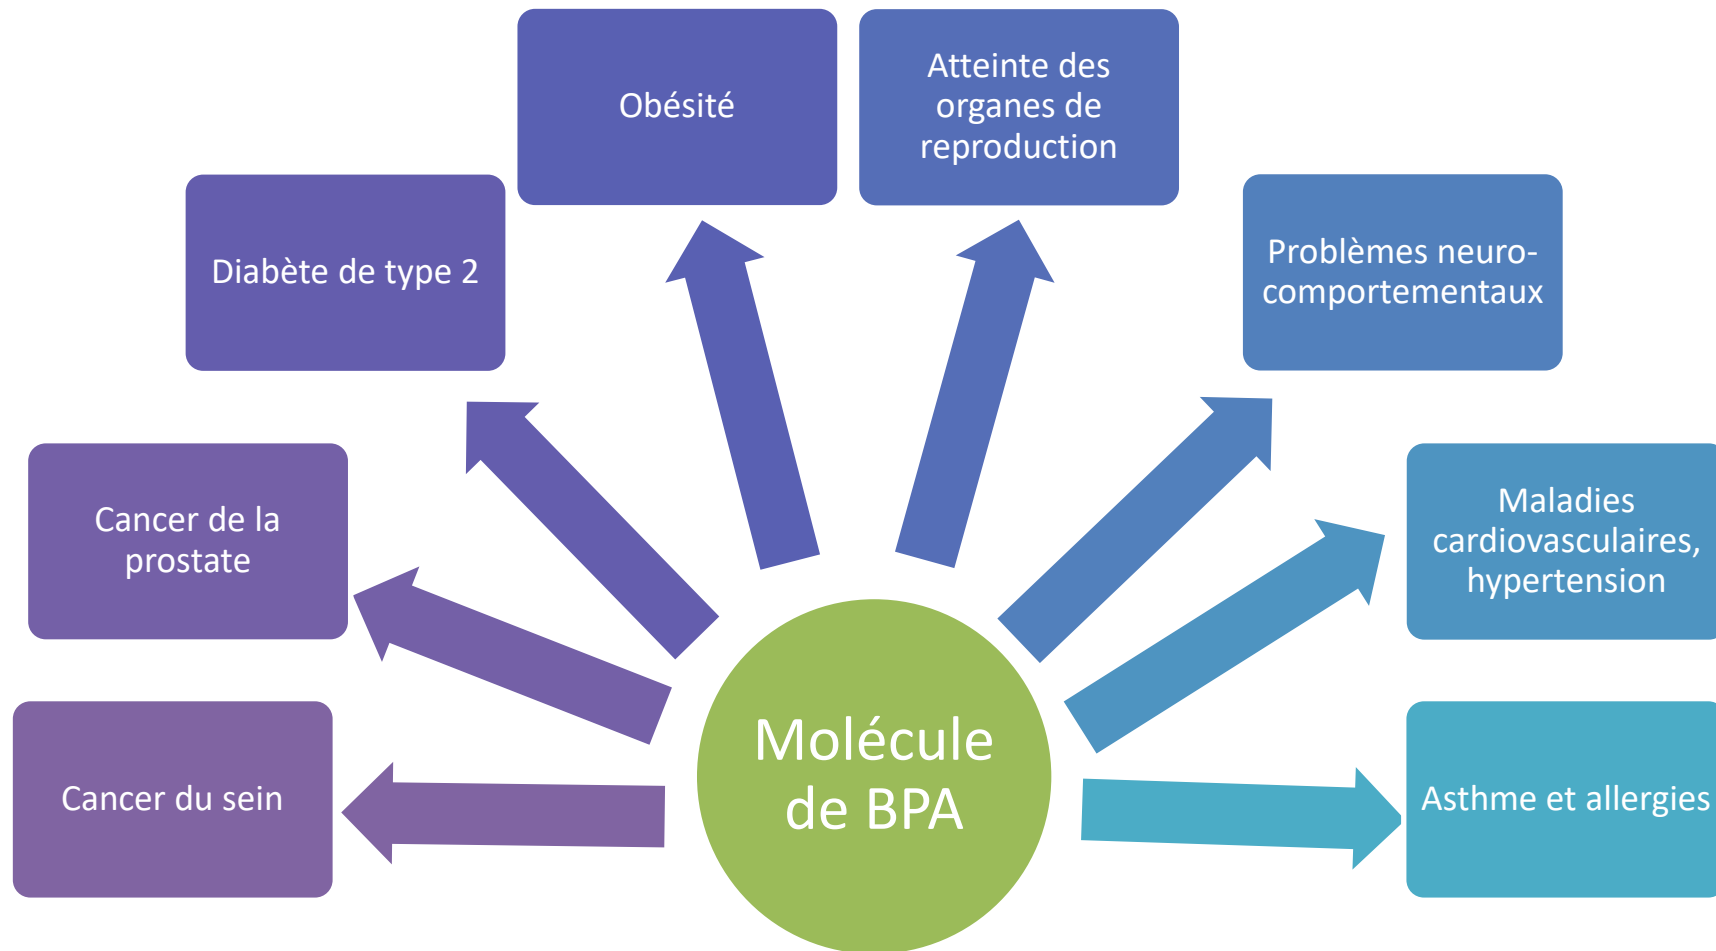 Obésité
Atteinte des
organes de
reproduction
Diabète de type 2
Problèmes neuro-
comportementaux
Cancer de la
prostate
Maladies
cardiovasculaires,
hypertension
Cancer du sein
Molécule
de BPA
Asthme et allergies